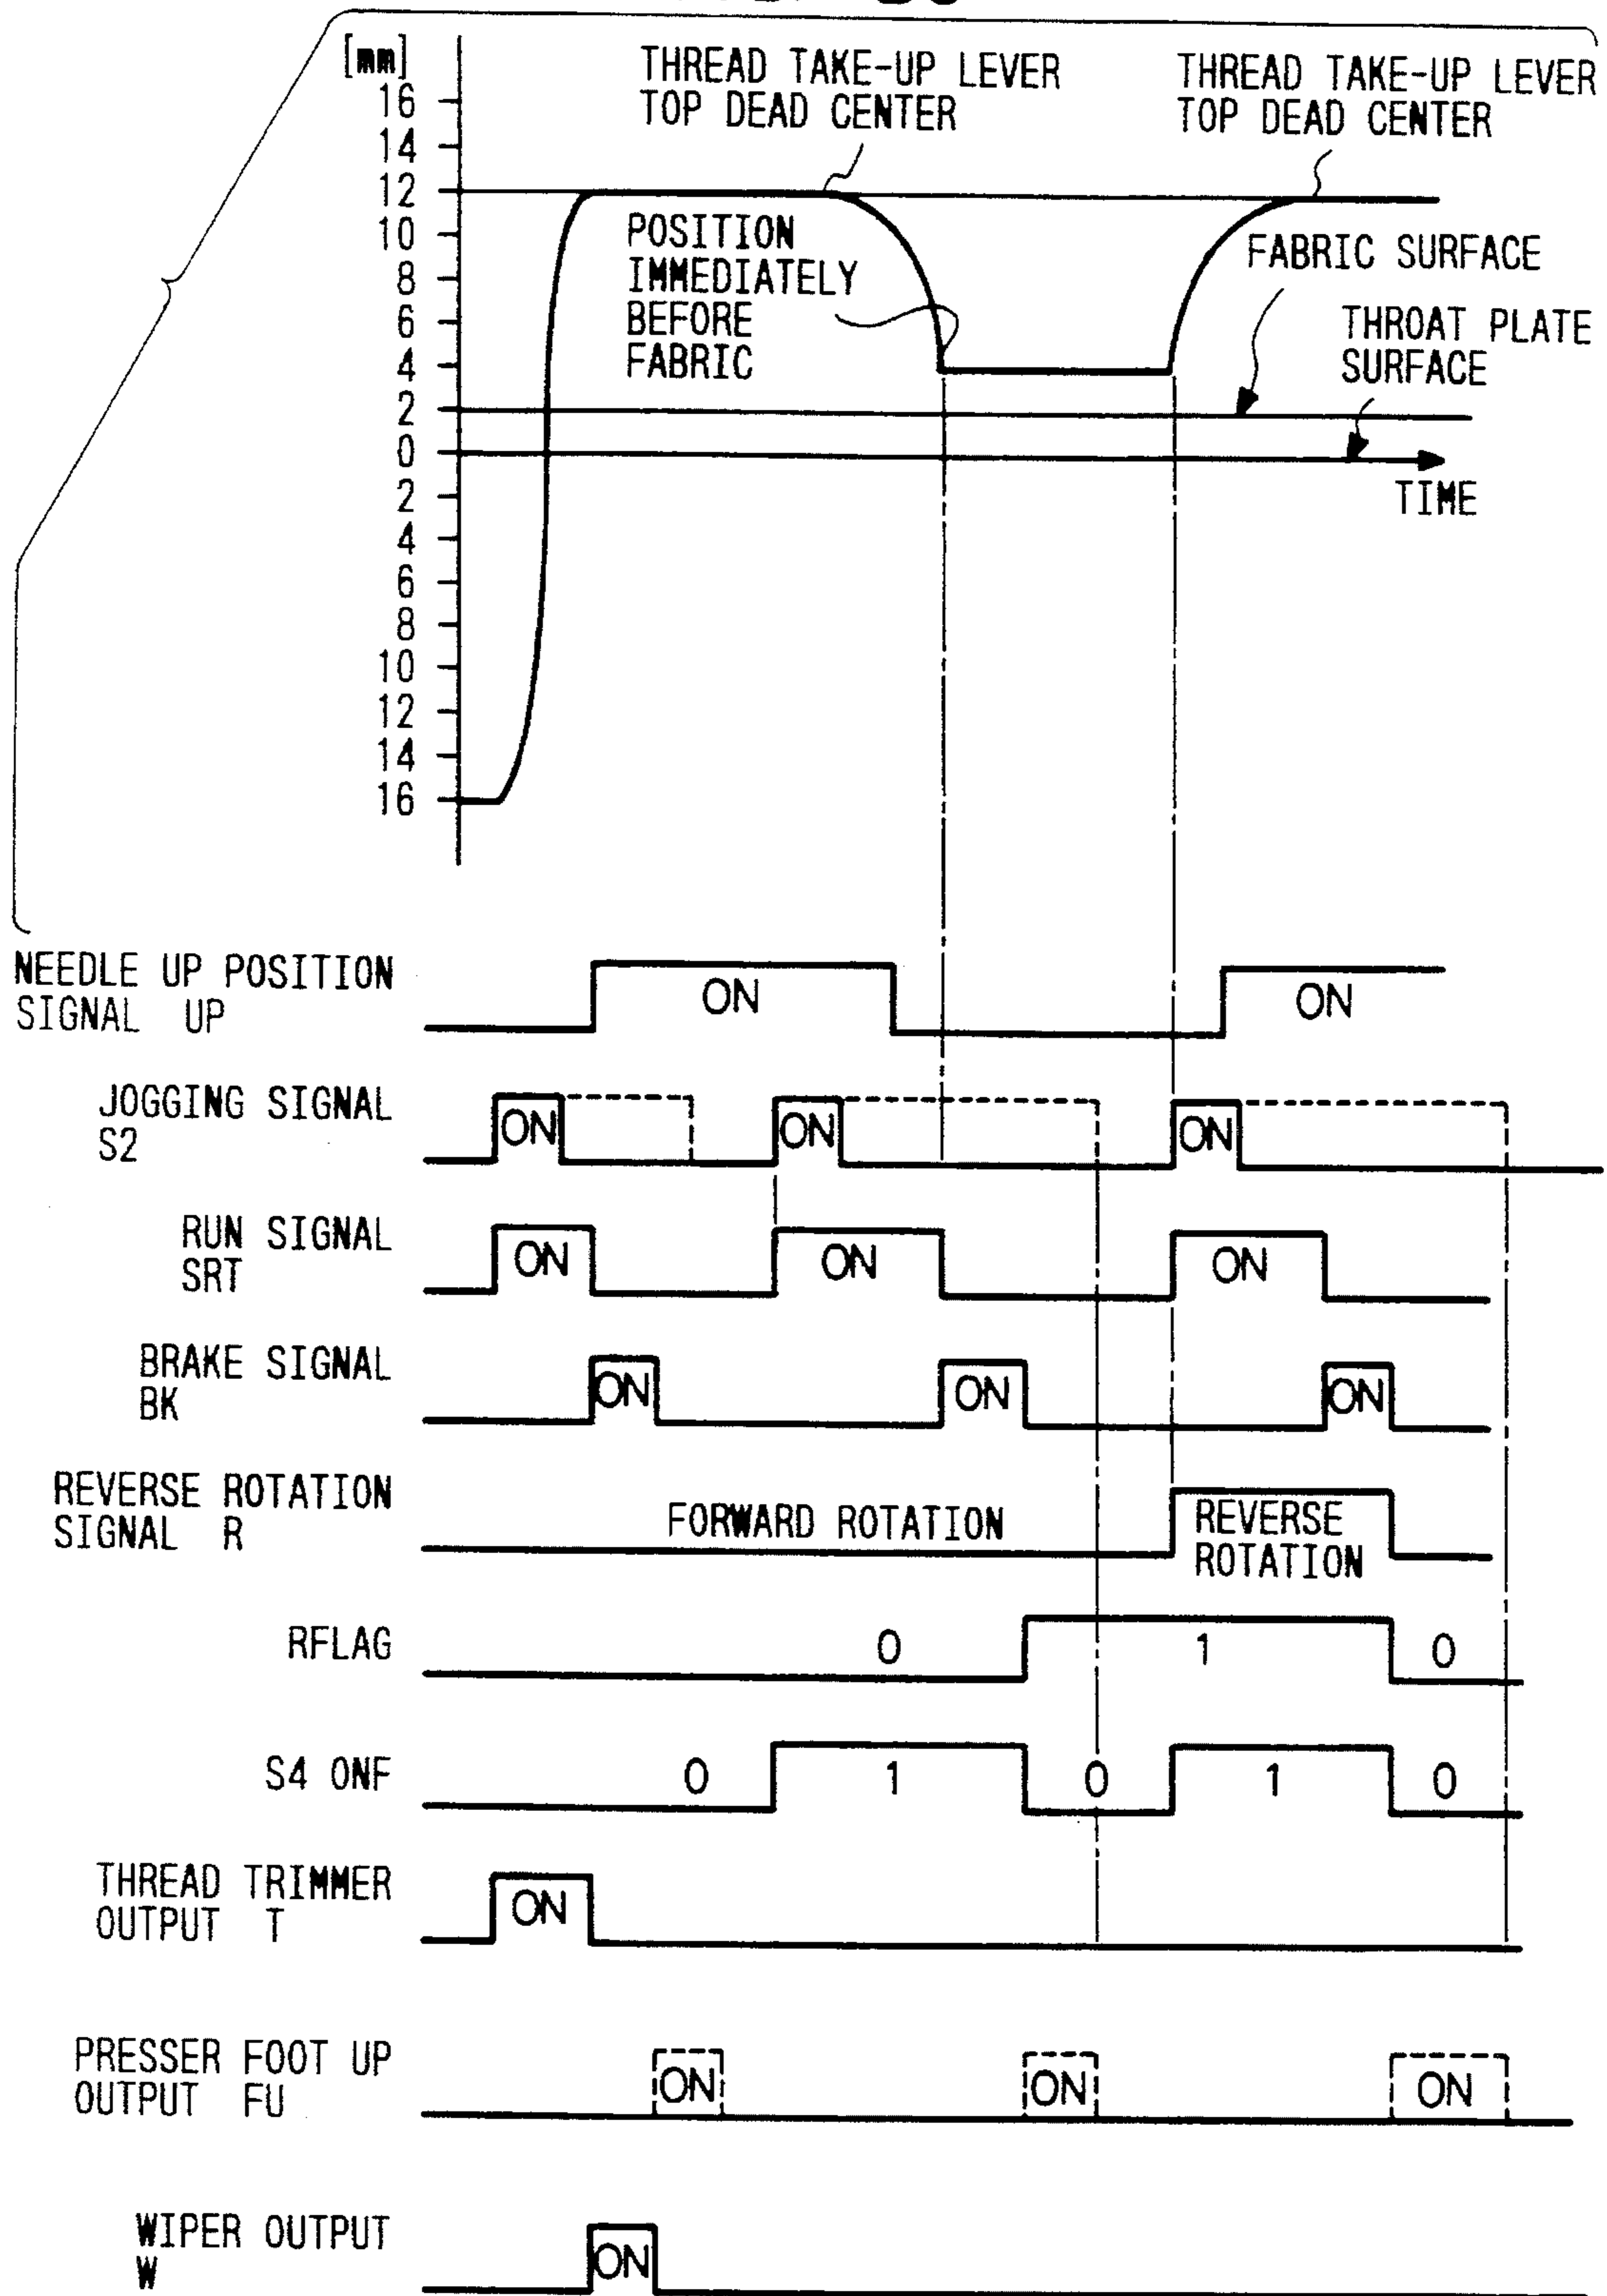 [mm]
16
14
12
10
8
6
4
2
0
2
4
6
8
10
12
14
16
THREAD TAKE-UP LEVER
TOP DEAD CENTER
THREAD TAKE-UP LEVER
TOP DEAD CENTER
POSITION
IMMEDIATELY
BEFORE
FABRIC
FABRIC SURFACE
THROAT PLATE
SURFACE
TIME
NEEDLE UP POSITION
SIGNAL UP
ON
ON
JOGGING SIGNAL
S2
ON
ON
ON
RUN SIGNAL
SRT
ON
ON
ON
BRAKE SIGNAL
BK
ON
ON
ON
REVERSE ROTATION
SIGNAL R
FORWARD ROTATION
REVERSE
ROTATION
RFLAG
0
1
0
S4 ONF
0
1
0
1
0
THREAD TRIMMER
OUTPUT T
ON
PRESSER FOOT UP
OUTPUT FU
ON
ON
ON
WIPER OUTPUT
W
ON